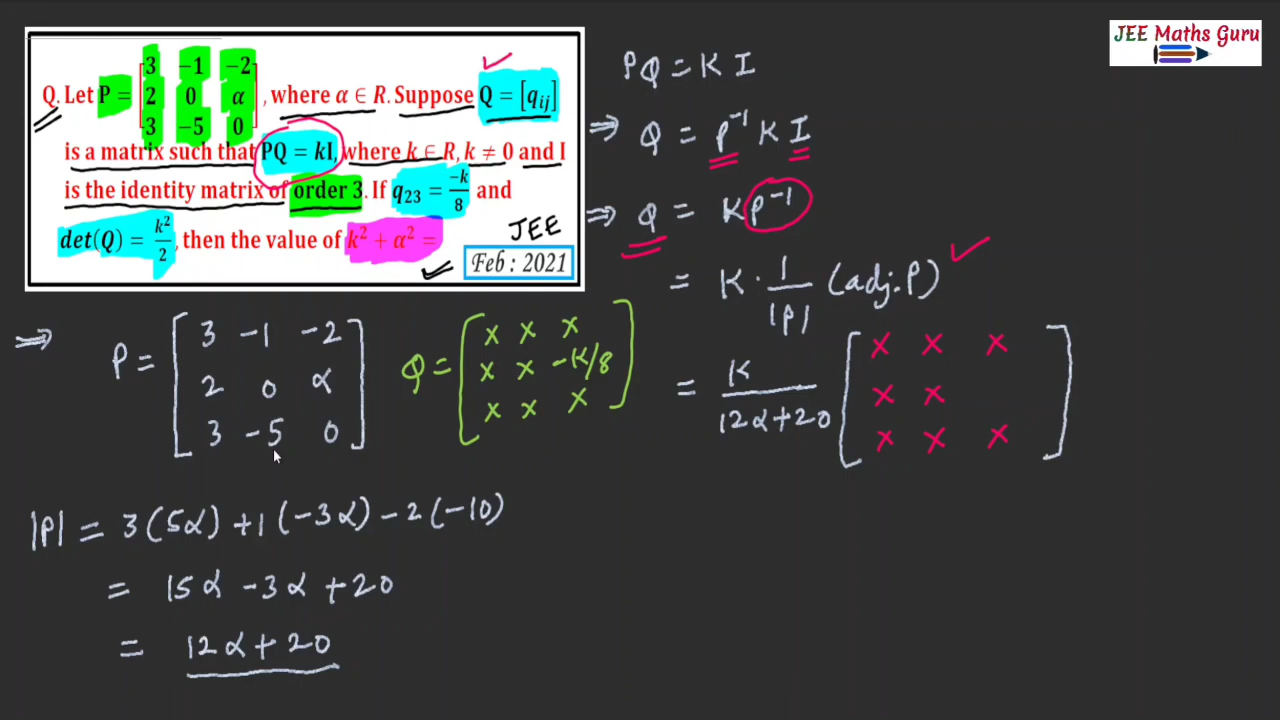 JEE Maths Guru
Q. Let P = [3 −1 −2
2 0 α
3 −5 0], where α ∈ R. Suppose Q = [qij]
is a matrix such that PQ = kI, where k ∈ R, k ≠ 0 and I
is the identity matrix of order 3. If q₂₃ = −k/8 and
det(Q) = k²/2, then the value of k² + α² =
JEE
Feb : 2021
⇒ P = [3 −1 −2
2 0 α
3 −5 0]
Q = [× × ×
× × −K/8
× × ×]
|P| = 3(5α) +1(−3α) −2(−10)
= 15α −3α +20
= 12α + 20
PQ = K I
⇒ Q = P⁻¹ K I
⇒ Q = K P⁻¹
= K · 1/|P| (adj.P)
= K/12α+20 [× × ×
× ×
× × ×]